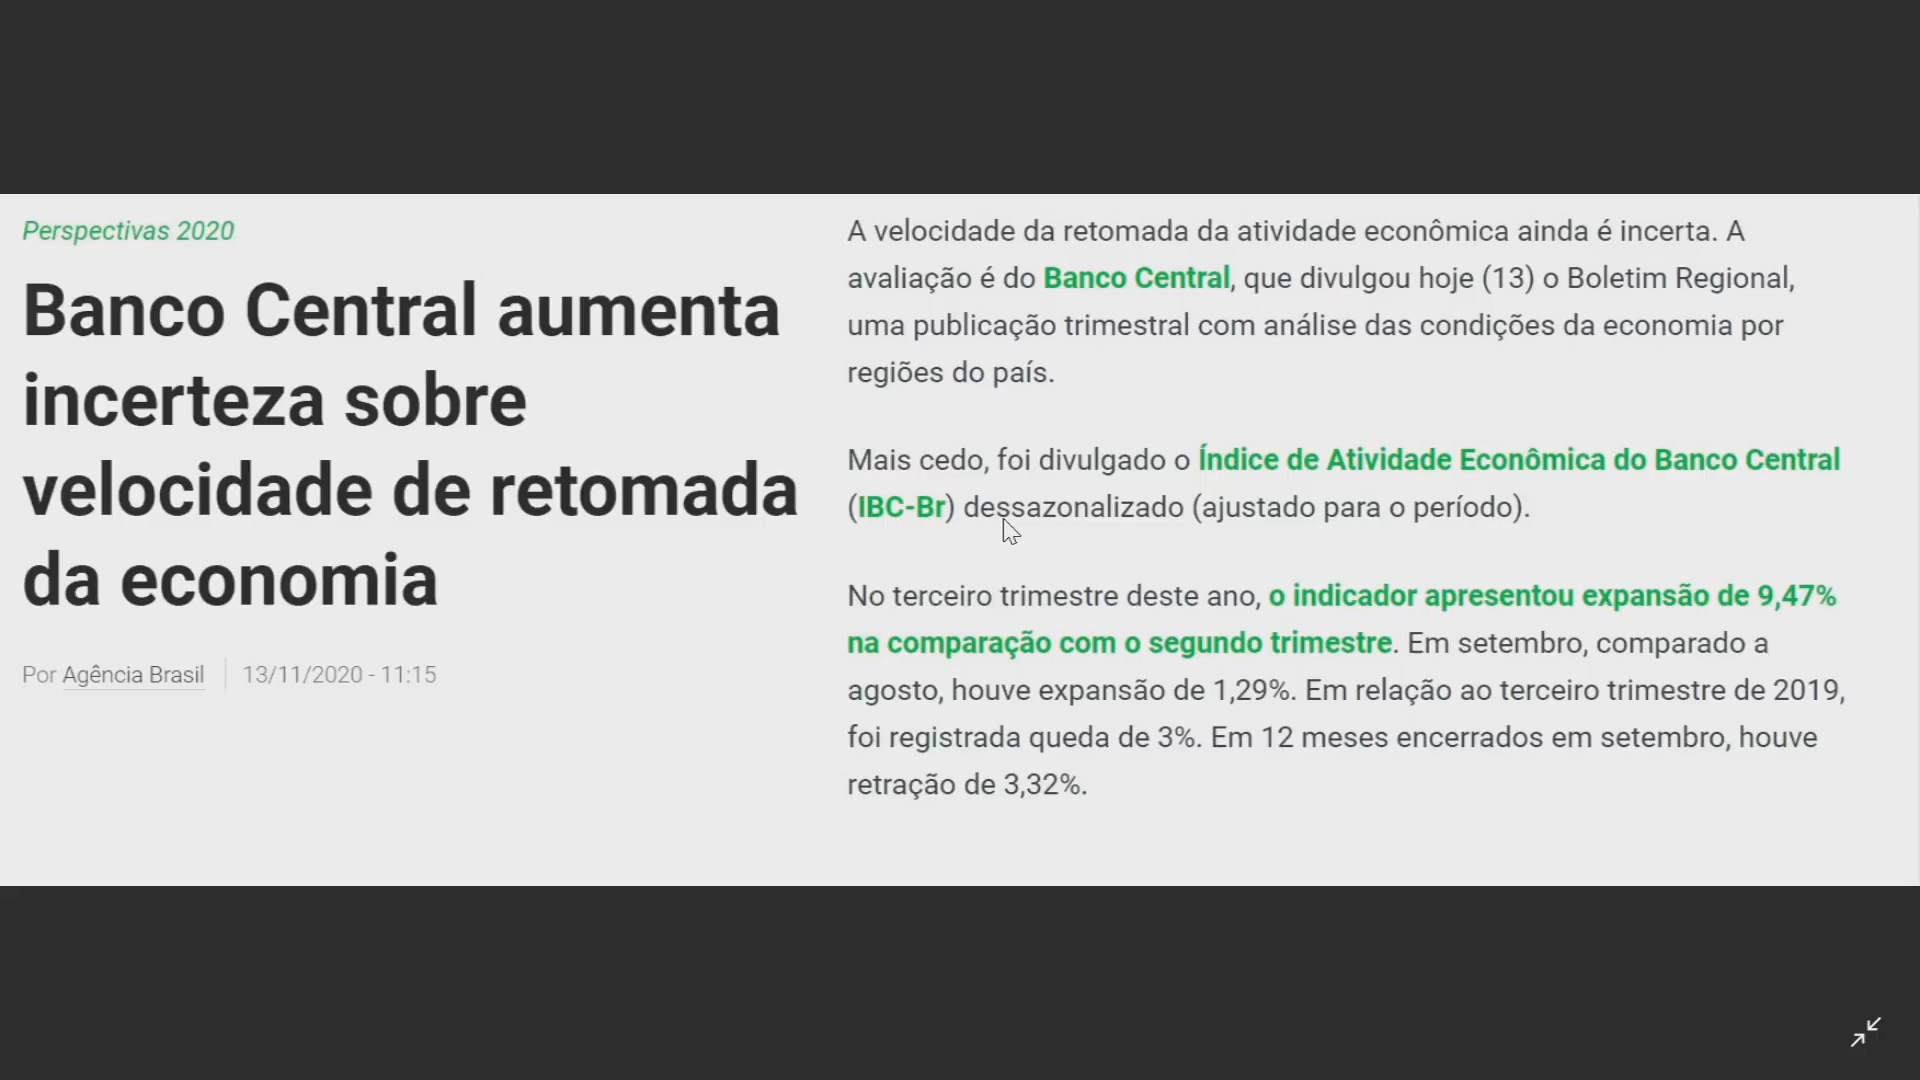 Perspectivas 2020
Banco Central aumenta
incerteza sobre
velocidade de retomada
da economia
Por Agência Brasil 13/11/2020 - 11:15
A velocidade da retomada da atividade econômica ainda é incerta. A
avaliação é do Banco Central, que divulgou hoje (13) o Boletim Regional,
uma publicação trimestral com análise das condições da economia por
regiões do país.
Mais cedo, foi divulgado o Índice de Atividade Econômica do Banco Central
(IBC-Br) dessazonalizado (ajustado para o período).
No terceiro trimestre deste ano, o indicador apresentou expansão de 9,47%
na comparação com o segundo trimestre. Em setembro, comparado a
agosto, houve expansão de 1,29%. Em relação ao terceiro trimestre de 2019,
foi registrada queda de 3%. Em 12 meses encerrados em setembro, houve
retração de 3,32%.